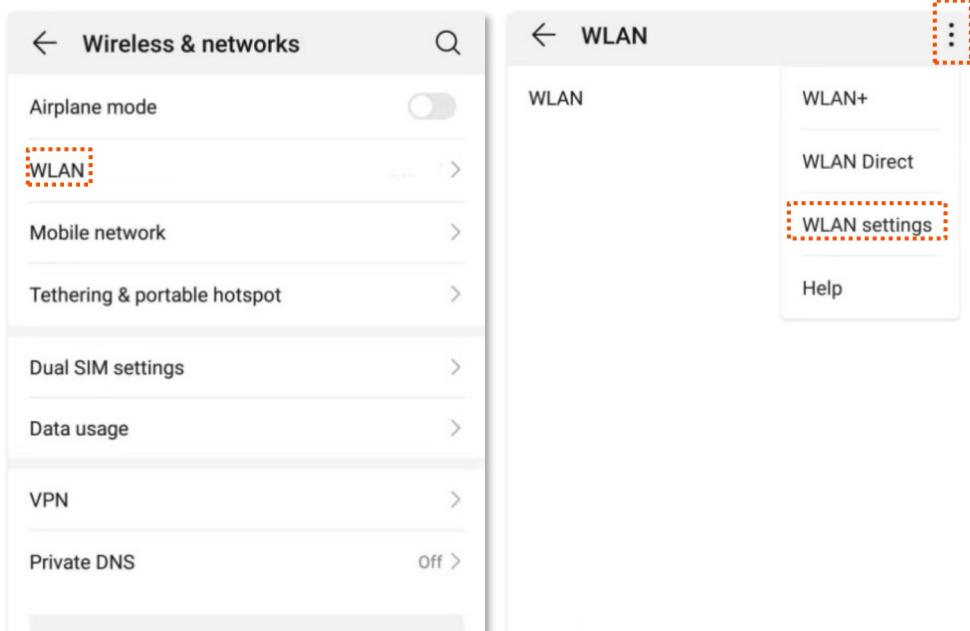 Wireless & networks
Airplane mode
WLAN
Mobile network
Tethering & portable hotspot
Dual SIM settings
Data usage
VPN
Private DNS Off
WLAN
WLAN
WLAN+
WLAN Direct
WLAN settings
Help